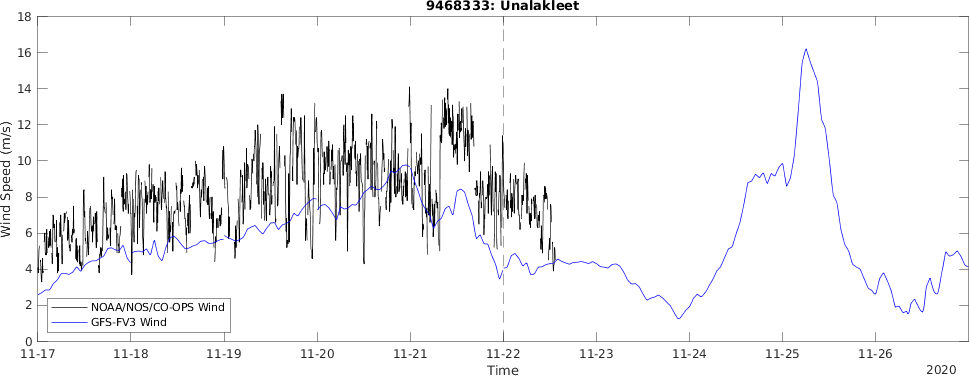 9468333: Unalakleet
Wind Speed (m/s)
18
16
14
12
10
8
6
4
2
0
NOAA/NOS/CO-OPS Wind
GFS-FV3 Wind
11-17 11-18 11-19 11-20 11-21 11-22 11-23 11-24 11-25 11-26
Time
2020